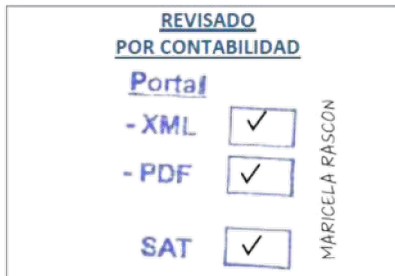 REVISADO
POR CONTABILIDAD
Portal
- XML ✓
- PDF ✓
SAT ✓
MARICELA RASCON